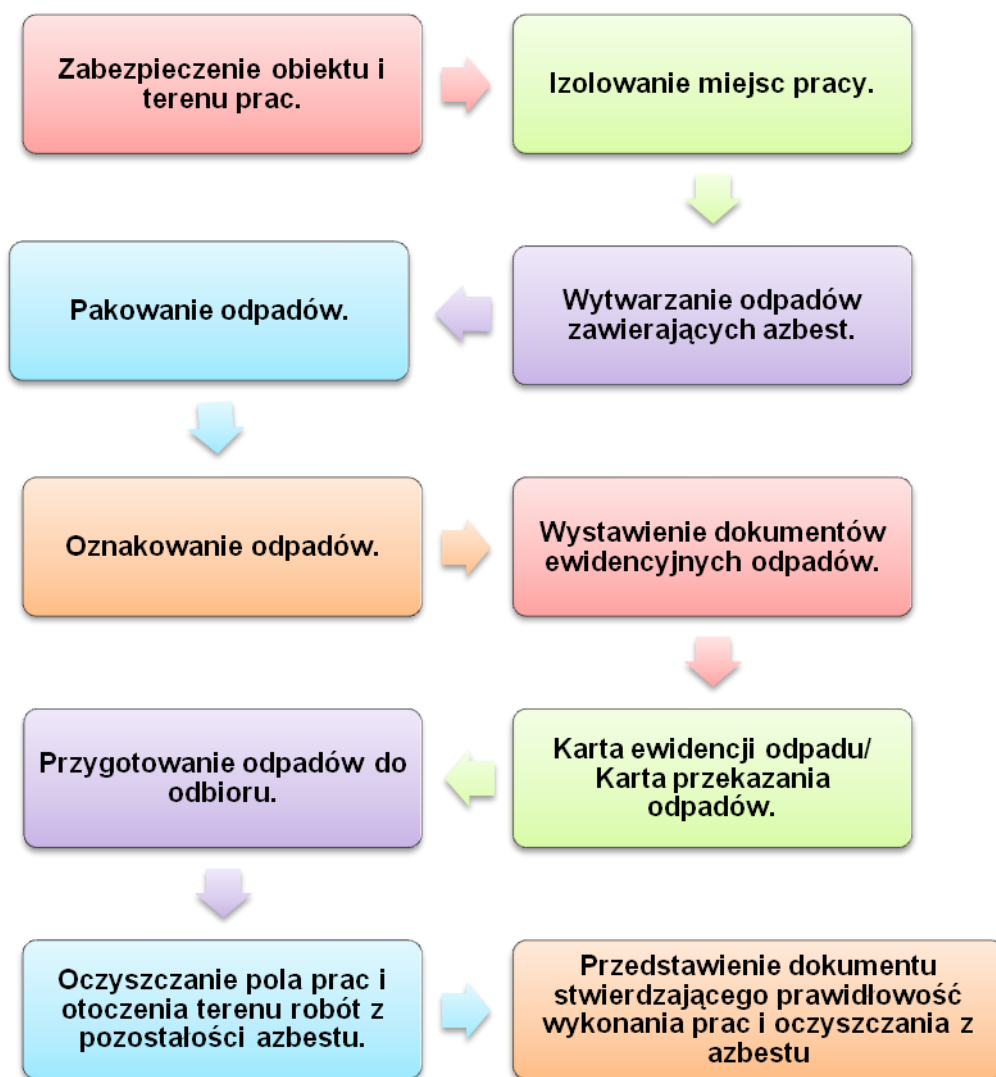 Zabezpieczenie obiektu i
terenu prac.
Izolowanie miejsc pracy.
Wytwarzanie odpadów
zawierających azbest.
Pakowanie odpadów.
Oznakowanie odpadów.
Wystawienie dokumentów
ewidencyjnych odpadów.
Karta ewidencji odpadu/
Karta przekazania
odpadów.
Przygotowanie odpadów do
odbioru.
Oczyszczanie pola prac i
otoczenia terenu robót z
pozostałości azbestu.
Przedstawienie dokumentu
stwierdzającego prawidłowość
wykonania prac i oczyszczania z
azbestu